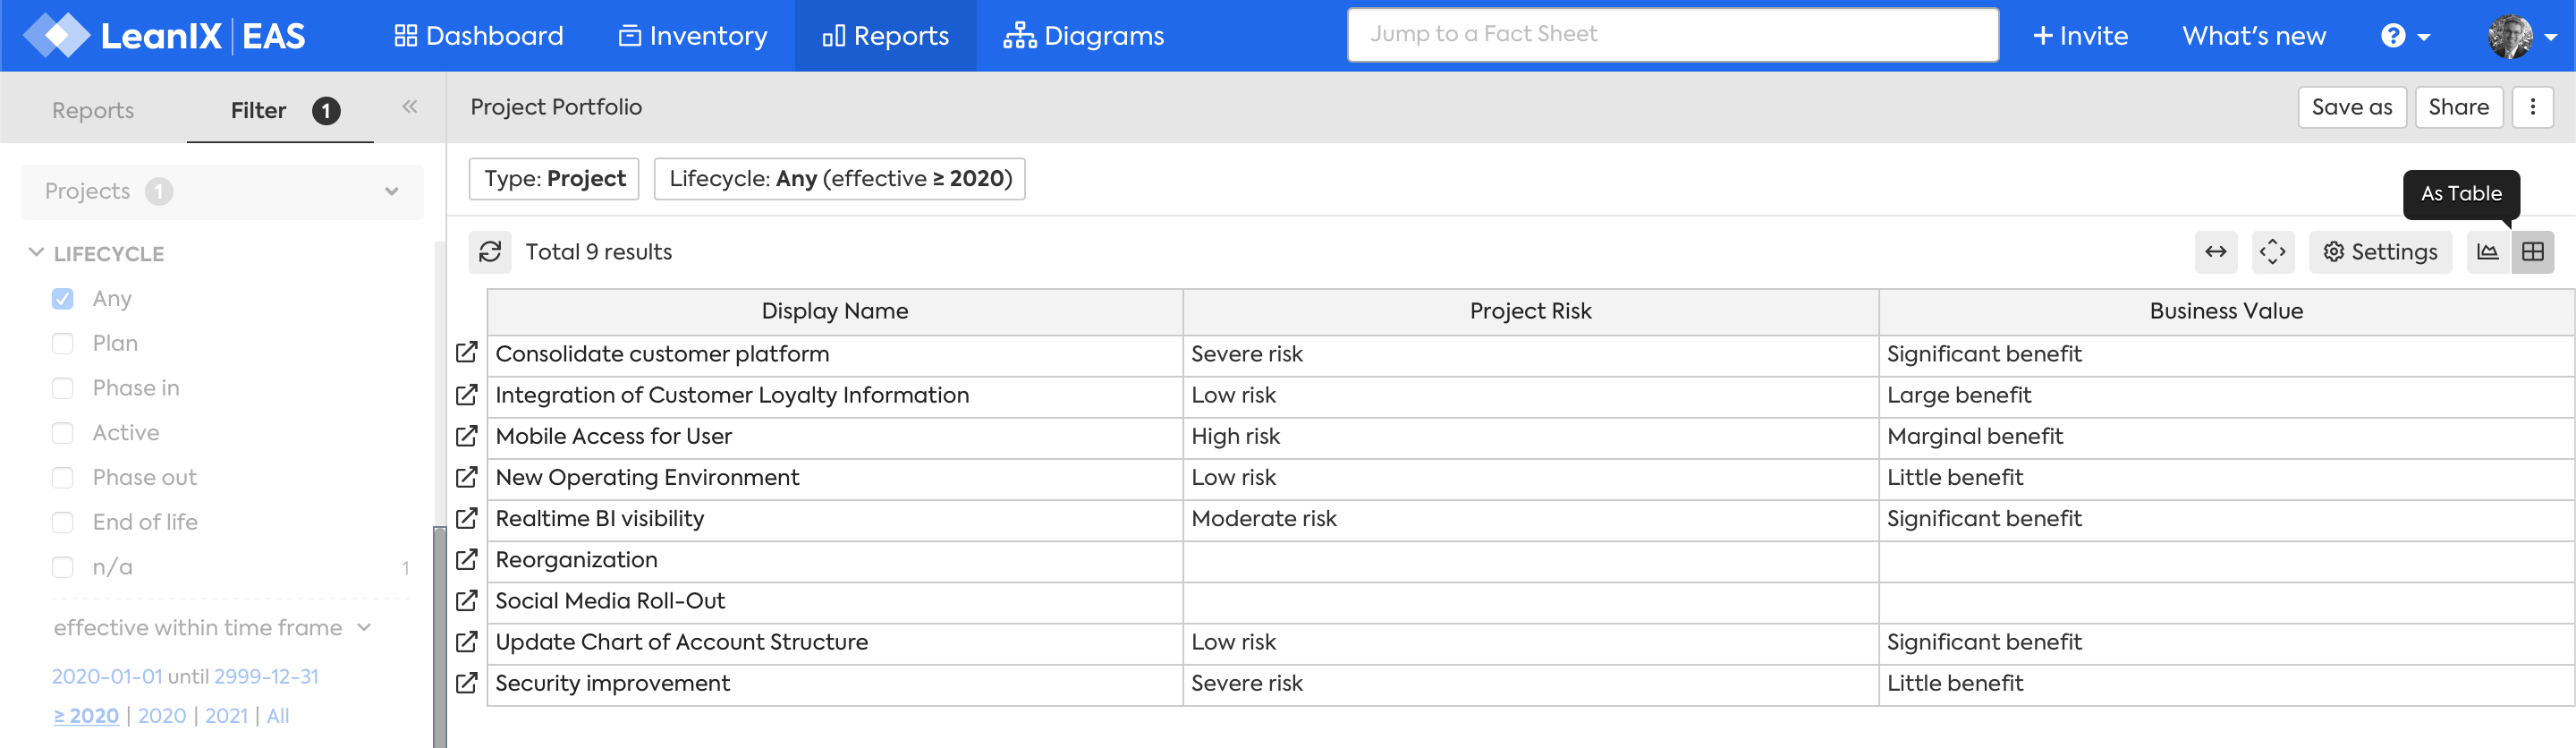 LeanIX EAS Dashboard Inventory Reports Diagrams Jump to a Fact Sheet + Invite What's new ?
Reports Filter 1 «
Project Portfolio Save as Share
Projects 1
Type: Project Lifecycle: Any (effective ≥ 2020)
As Table
Total 9 results Settings
LIFECYCLE
Any
Plan
Phase in
Active
Phase out
End of life
n/a 1
effective within time frame
2020-01-01 until 2999-12-31
≥ 2020 | 2020 | 2021 | All
Display Name Project Risk Business Value
Consolidate customer platform Severe risk Significant benefit
Integration of Customer Loyalty Information Low risk Large benefit
Mobile Access for User High risk Marginal benefit
New Operating Environment Low risk Little benefit
Realtime BI visibility Moderate risk Significant benefit
Reorganization
Social Media Roll-Out
Update Chart of Account Structure Low risk Significant benefit
Security improvement Severe risk Little benefit